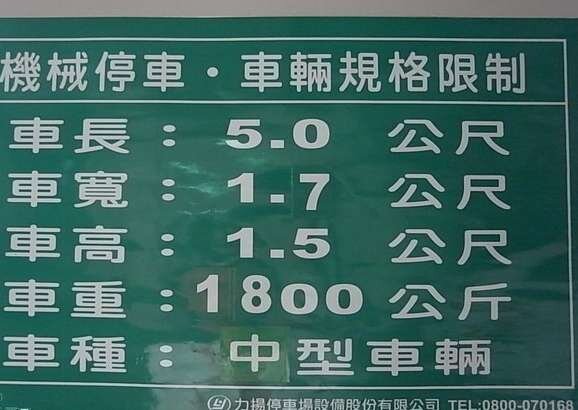 機械停車·車輛規格限制
車長：5.0 公尺
車寬：1.7 公尺
車高：1.5 公尺
車重：1800 公斤
車種：中型車輛
力揚停車場設備股份有限公司 TEL:0800-070168